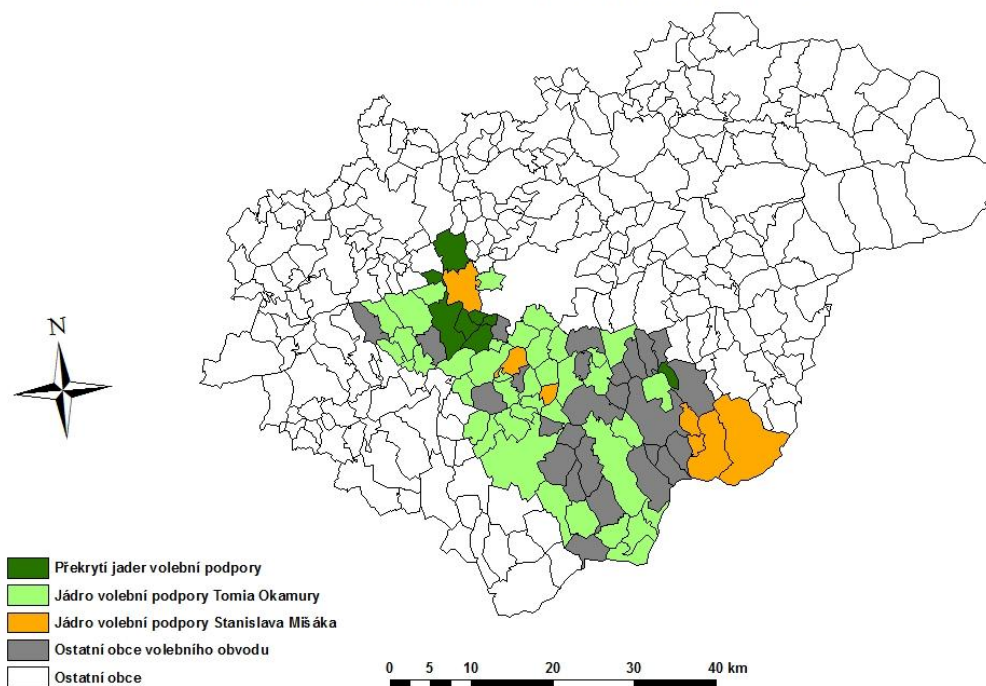 N
Překrytí jader volební podpory
Jádro volební podpory Tomia Okamury
Jádro volební podpory Stanislava Mišáka
Ostatní obce volebního obvodu
Ostatní obce
0 5 10 20 30 40 km